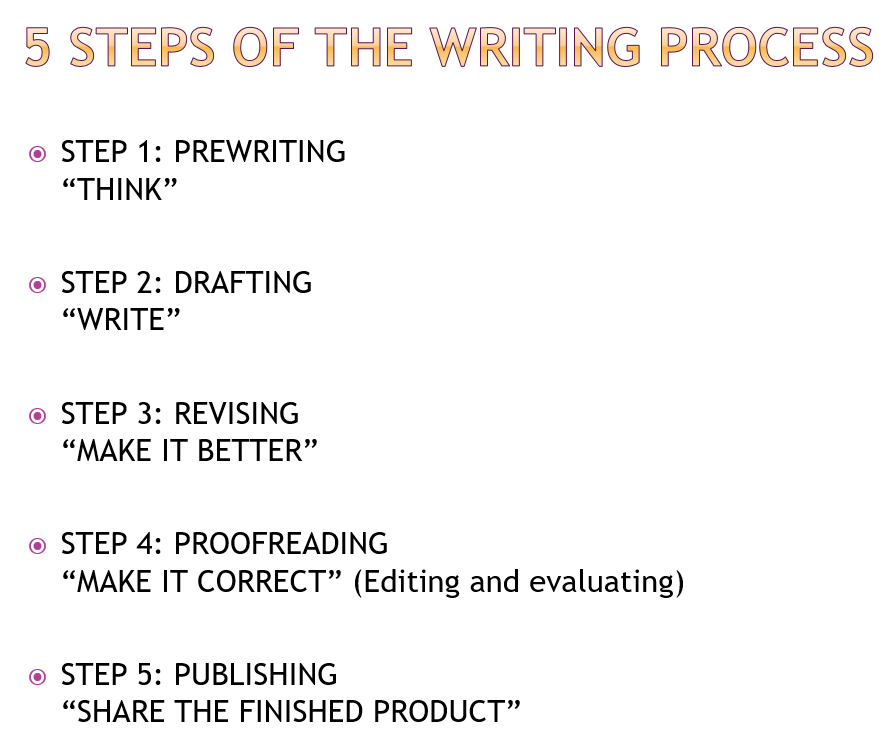 5 STEPS OF THE WRITING PROCESS
STEP 1: PREWRITING
“THINK”
STEP 2: DRAFTING
“WRITE”
STEP 3: REVISING
“MAKE IT BETTER”
STEP 4: PROOFREADING
“MAKE IT CORRECT” (Editing and evaluating)
STEP 5: PUBLISHING
“SHARE THE FINISHED PRODUCT”